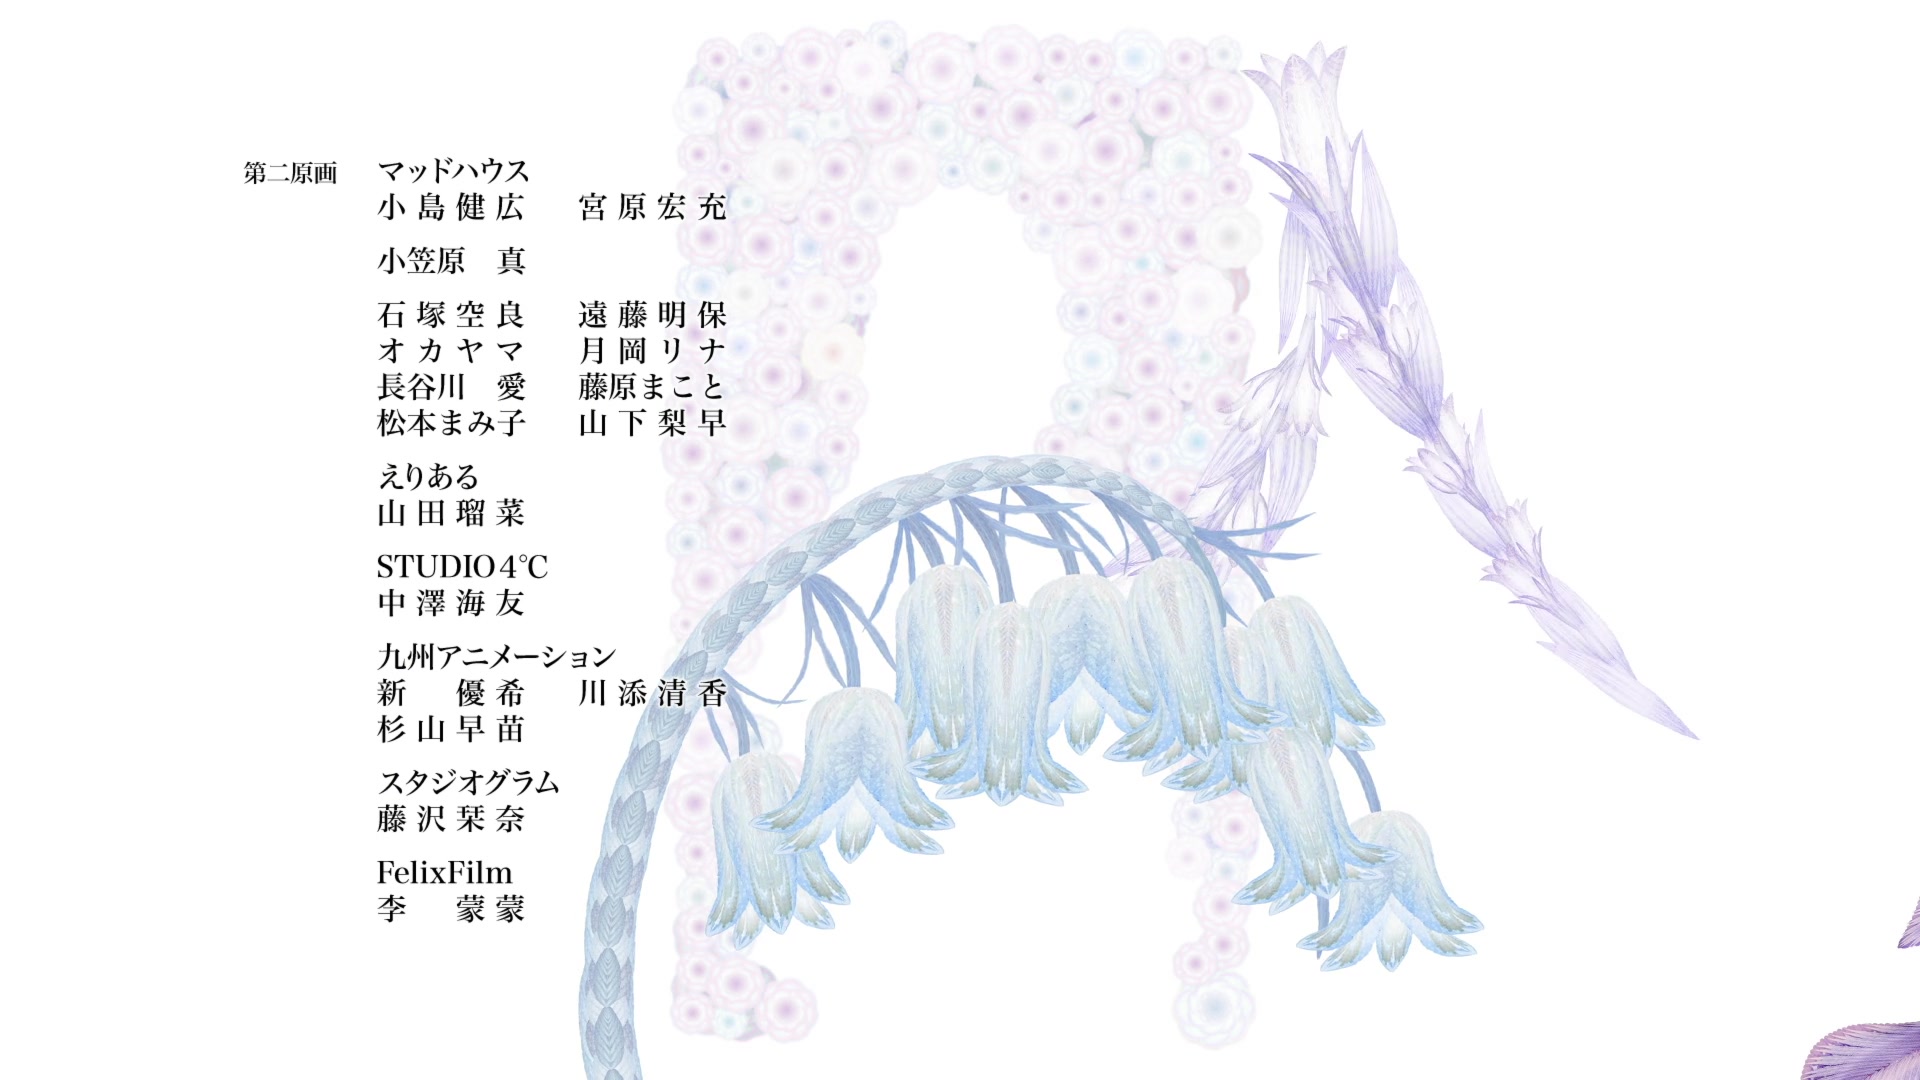 第二原画 マッドハウス
小島健広 宮原宏充
小笠原 真
石塚空良 遠藤明保
オカヤマ 月岡リナ
長谷川 愛 藤原まこと
松本まみ子 山下梨早
えりある
山田瑠菜
STUDIO4℃
中澤海友
九州アニメーション
新 優希 川添清香
杉山早苗
スタジオグラム
藤沢栞奈
FelixFilm
李 蒙蒙